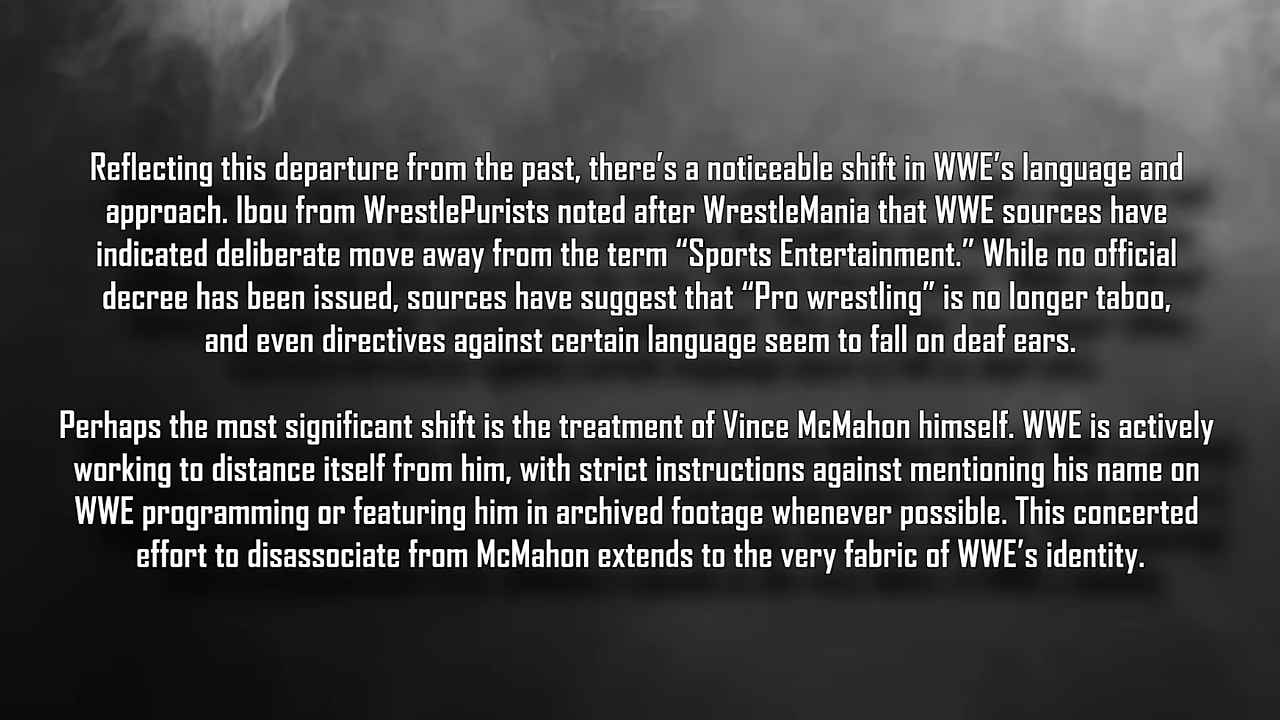 Reflecting this departure from the past, there’s a noticeable shift in WWE’s language and
approach. Ibou from WrestlePurists noted after WrestleMania that WWE sources have
indicated deliberate move away from the term “Sports Entertainment.” While no official
decree has been issued, sources have suggest that “Pro wrestling” is no longer taboo,
and even directives against certain language seem to fall on deaf ears.
Perhaps the most significant shift is the treatment of Vince McMahon himself. WWE is actively
working to distance itself from him, with strict instructions against mentioning his name on
WWE programming or featuring him in archived footage whenever possible. This concerted
effort to disassociate from McMahon extends to the very fabric of WWE’s identity.